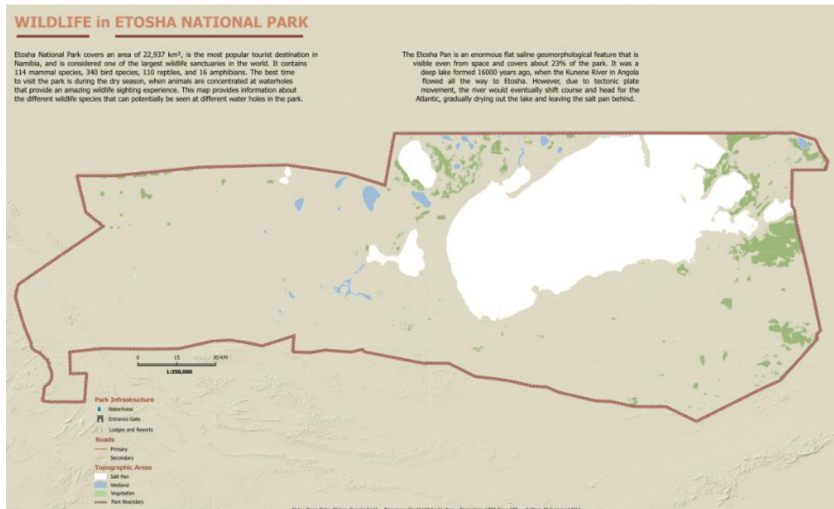 WILDLIFE in ETOSHA NATIONAL PARK
Etosha National Park covers an area of 22,937 km², is the most popular tourist destination in
Namibia, and is considered one of the largest wildlife sanctuaries in the world. It contains
114 mammal species, 340 bird species, 110 reptiles, and 16 amphibians. The best time
to visit the park is during the dry season, when animals are concentrated at waterholes
that provide an amazing wildlife sighting experience. This map provides information about
the different wildlife species that can potentially be seen at different water holes in the park.
The Etosha Pan is an enormous flat saline geomorphological feature that is
visible even from space and covers about 23% of the park. It was a
deep lake formed 16000 years ago, when the Kunene River in Angola
flowed all the way to Etosha. However, due to tectonic plate
movement, the river would eventually shift course and head for the
Atlantic, gradually drying out the lake and leaving the salt pan behind.
0 15 30 KM
1:350,000
Park Infrastructure
Waterholes
Entrance Gate
Lodges and Resorts
Roads
Primary
Secondary
Topographic Areas
Salt Pan
Wetland
Vegetation
Park Boundary